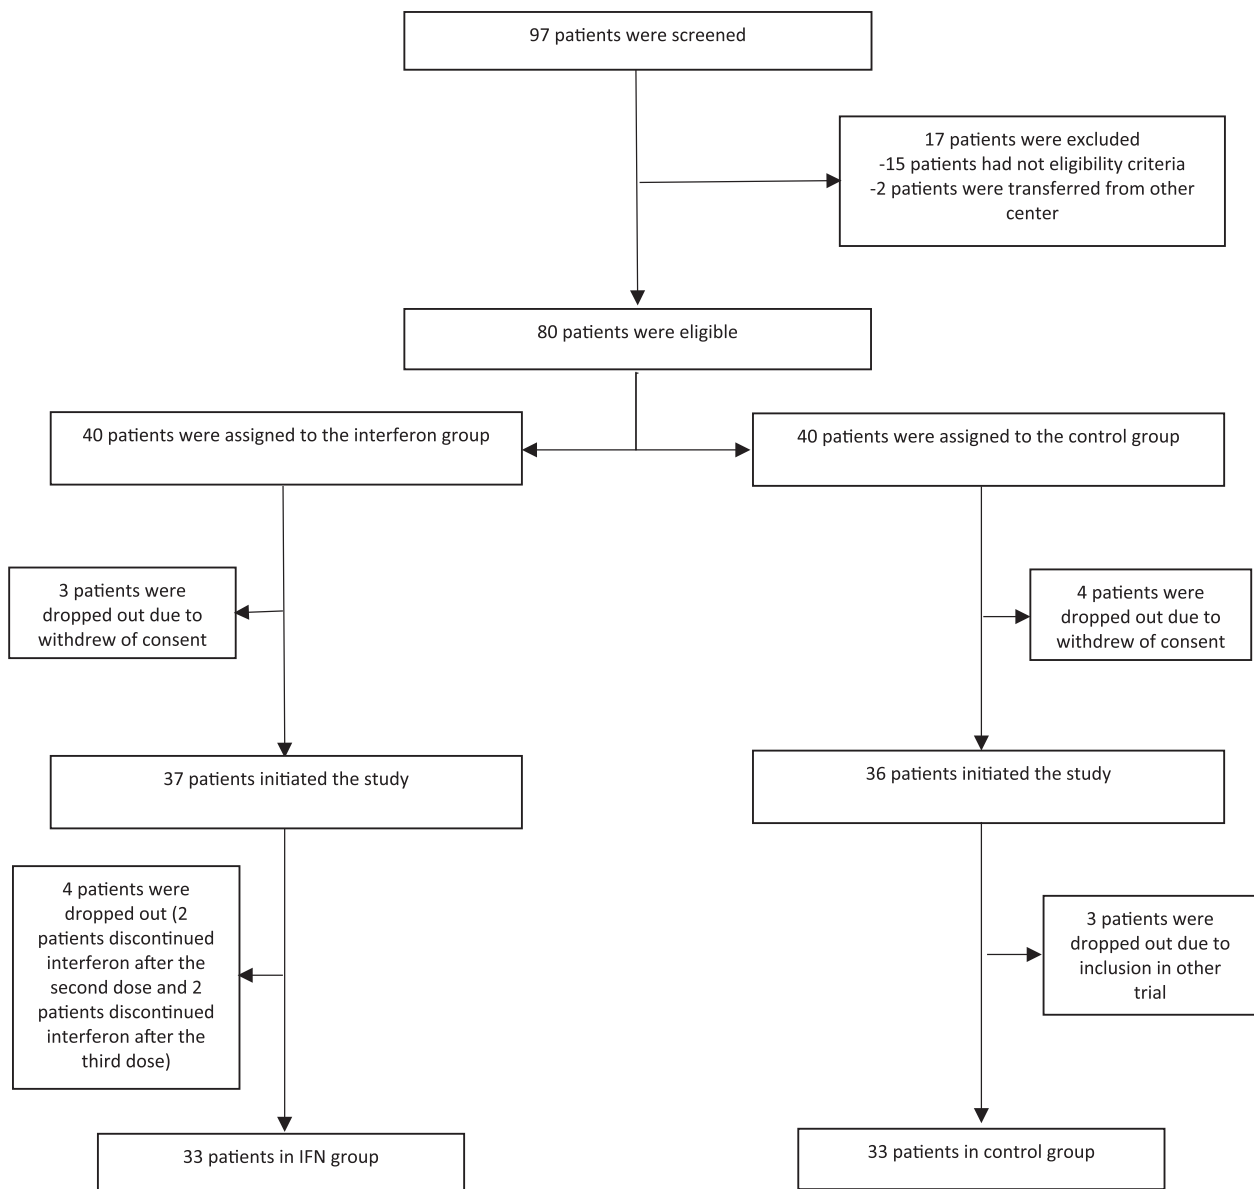 97 patients were screened
17 patients were excluded
-15 patients had not eligibility criteria
-2 patients were transferred from other
center
80 patients were eligible
40 patients were assigned to the interferon group
40 patients were assigned to the control group
3 patients were
dropped out due to
withdrew of consent
4 patients were
dropped out due to
withdrew of consent
37 patients initiated the study
36 patients initiated the study
4 patients were
dropped out (2
patients discontinued
interferon after the
second dose and 2
patients discontinued
interferon after the
third dose)
3 patients were
dropped out due to
inclusion in other
trial
33 patients in IFN group
33 patients in control group